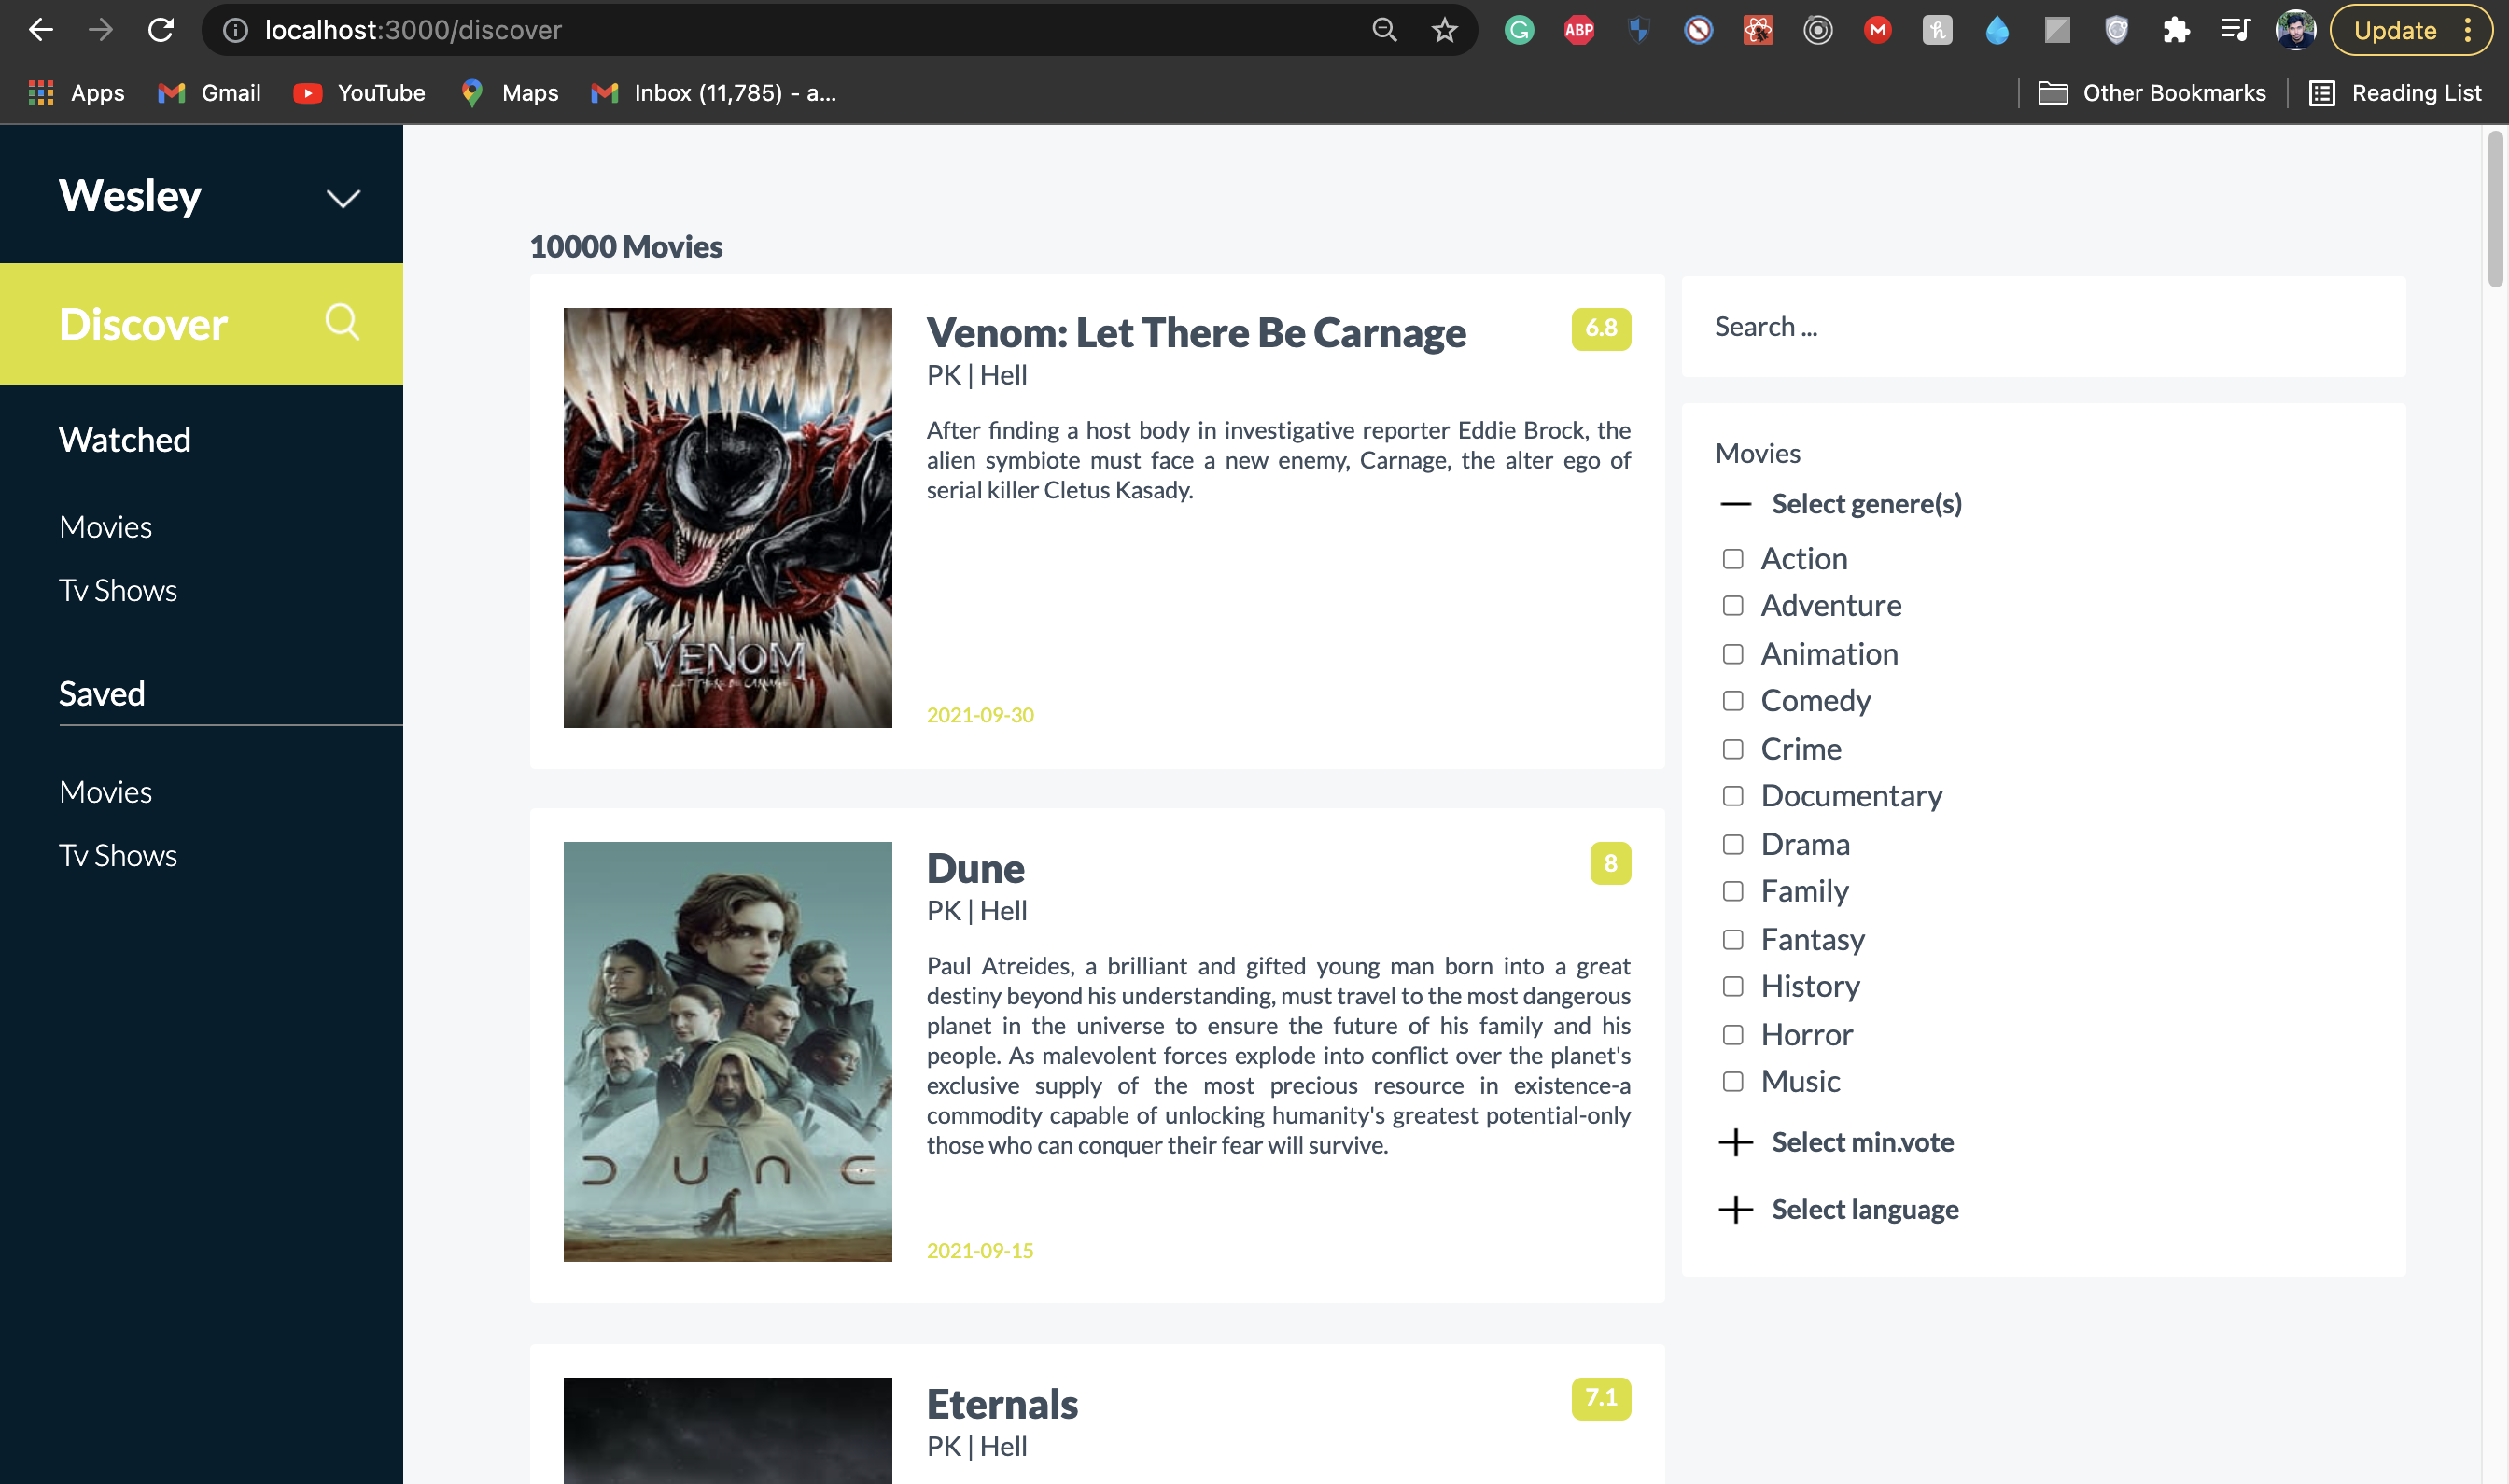 localhost:3000/discover
ABP
Update
Apps
Gmail
YouTube
Maps
Inbox (11,785) - a...
Other Bookmarks
Reading List
Wesley
Discover
Watched
Movies
Tv Shows
Saved
Movies
Tv Shows
10000 Movies
Venom: Let There Be Carnage
6.8
PK | Hell
After finding a host body in investigative reporter Eddie Brock, the
alien symbiote must face a new enemy, Carnage, the alter ego of
serial killer Cletus Kasady.
2021-09-30
VENOM
LET THERE BE CARNAGE
Dune
8
PK | Hell
Paul Atreides, a brilliant and gifted young man born into a great
destiny beyond his understanding, must travel to the most dangerous
planet in the universe to ensure the future of his family and his
people. As malevolent forces explode into conflict over the planet's
exclusive supply of the most precious resource in existence-a
commodity capable of unlocking humanity's greatest potential-only
those who can conquer their fear will survive.
2021-09-15
DUNE
Eternals
7.1
PK | Hell
Search ...
Movies
Select genere(s)
Action
Adventure
Animation
Comedy
Crime
Documentary
Drama
Family
Fantasy
History
Horror
Music
Select min.vote
Select language